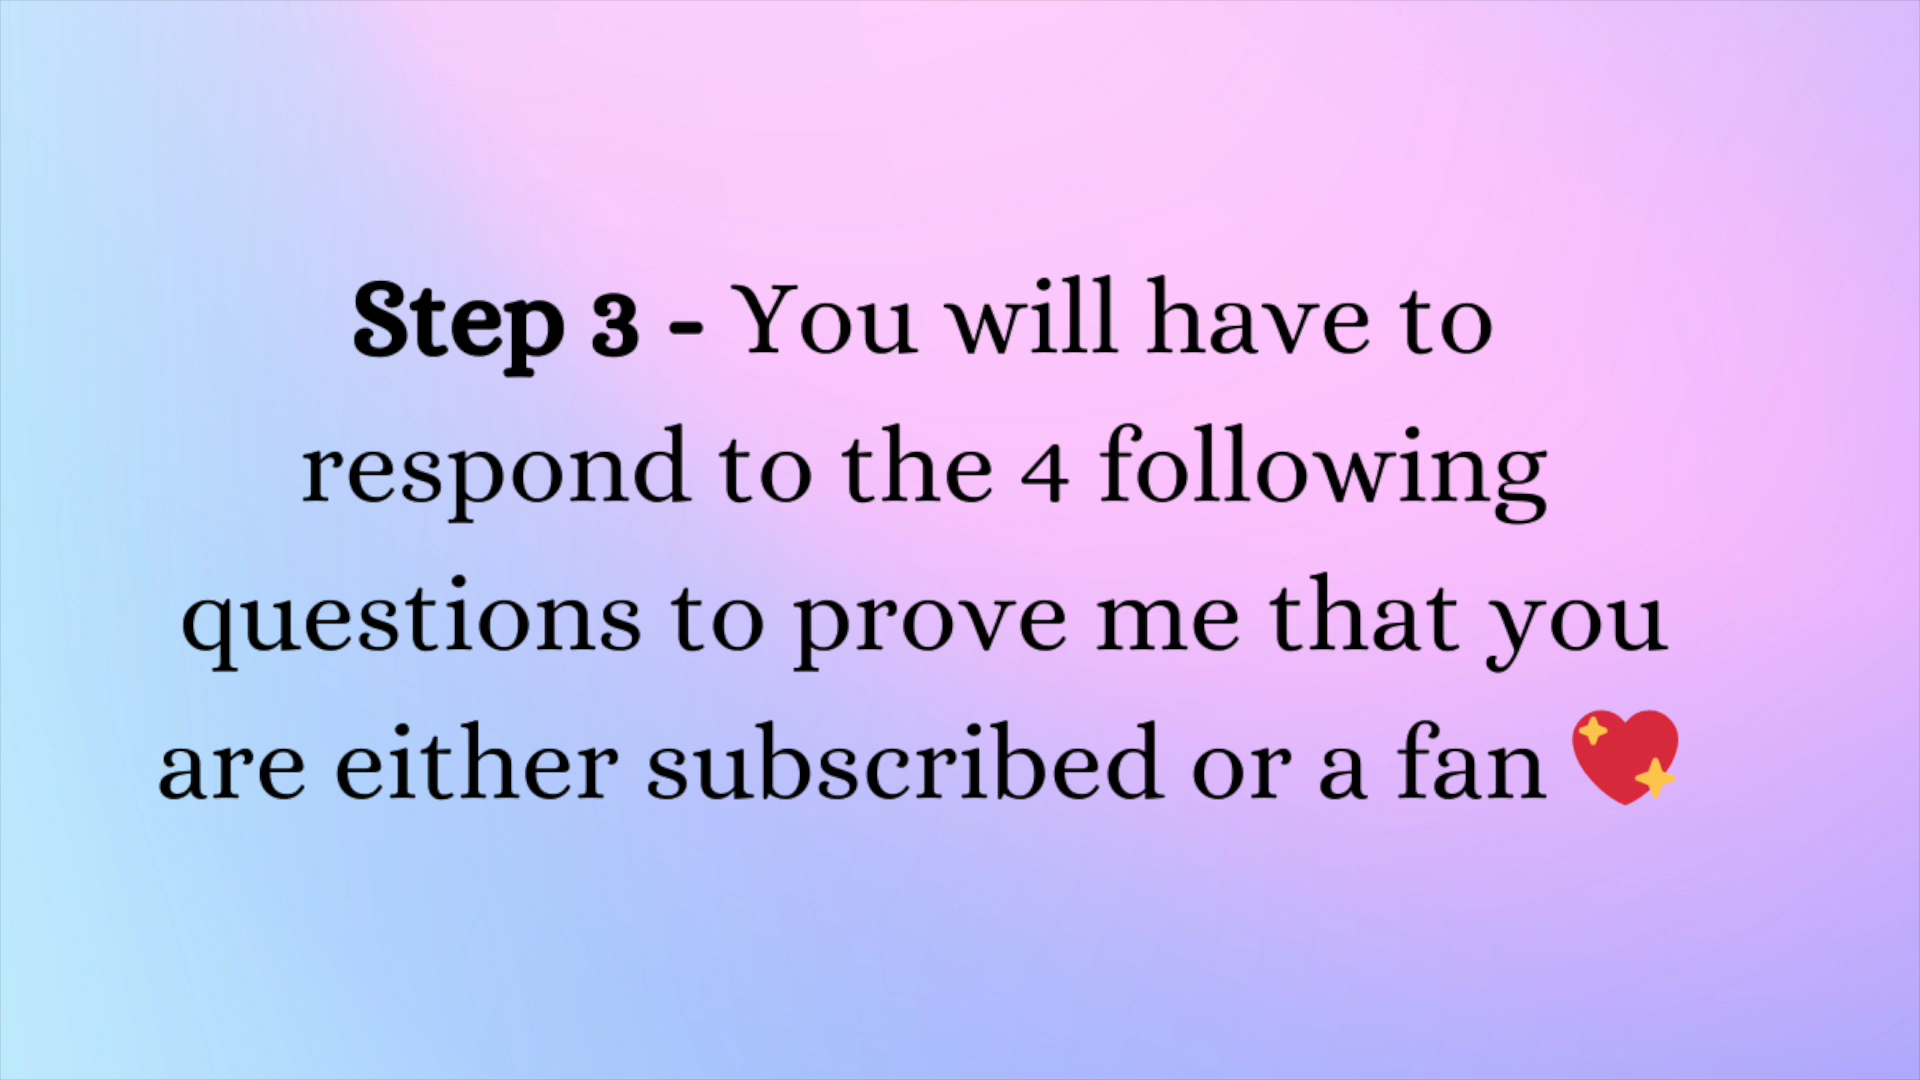 Step 3 - You will have to
respond to the 4 following
questions to prove me that you
are either subscribed or a fan 💖